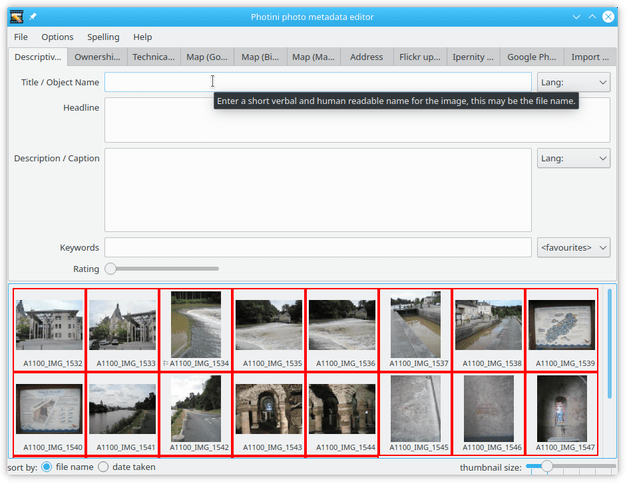 Photini photo metadata editor
File Options Spelling Help
Descriptiv... Ownershi... Technica... Map (Go... Map (Bi... Map (Ma... Address Flickr up... Ipernity ... Google Ph... Import ...
Title / Object Name Lang:
Enter a short verbal and human readable name for the image, this may be the file name.
Headline
Description / Caption Lang:
Keywords <favourites>
Rating
A1100_IMG_1532 A1100_IMG_1533 A1100_IMG_1534 A1100_IMG_1535 A1100_IMG_1536 A1100_IMG_1537 A1100_IMG_1538 A1100_IMG_1539
A1100_IMG_1540 A1100_IMG_1541 A1100_IMG_1542 A1100_IMG_1543 A1100_IMG_1544 A1100_IMG_1545 A1100_IMG_1546 A1100_IMG_1547
sort by: file name date taken thumbnail size: